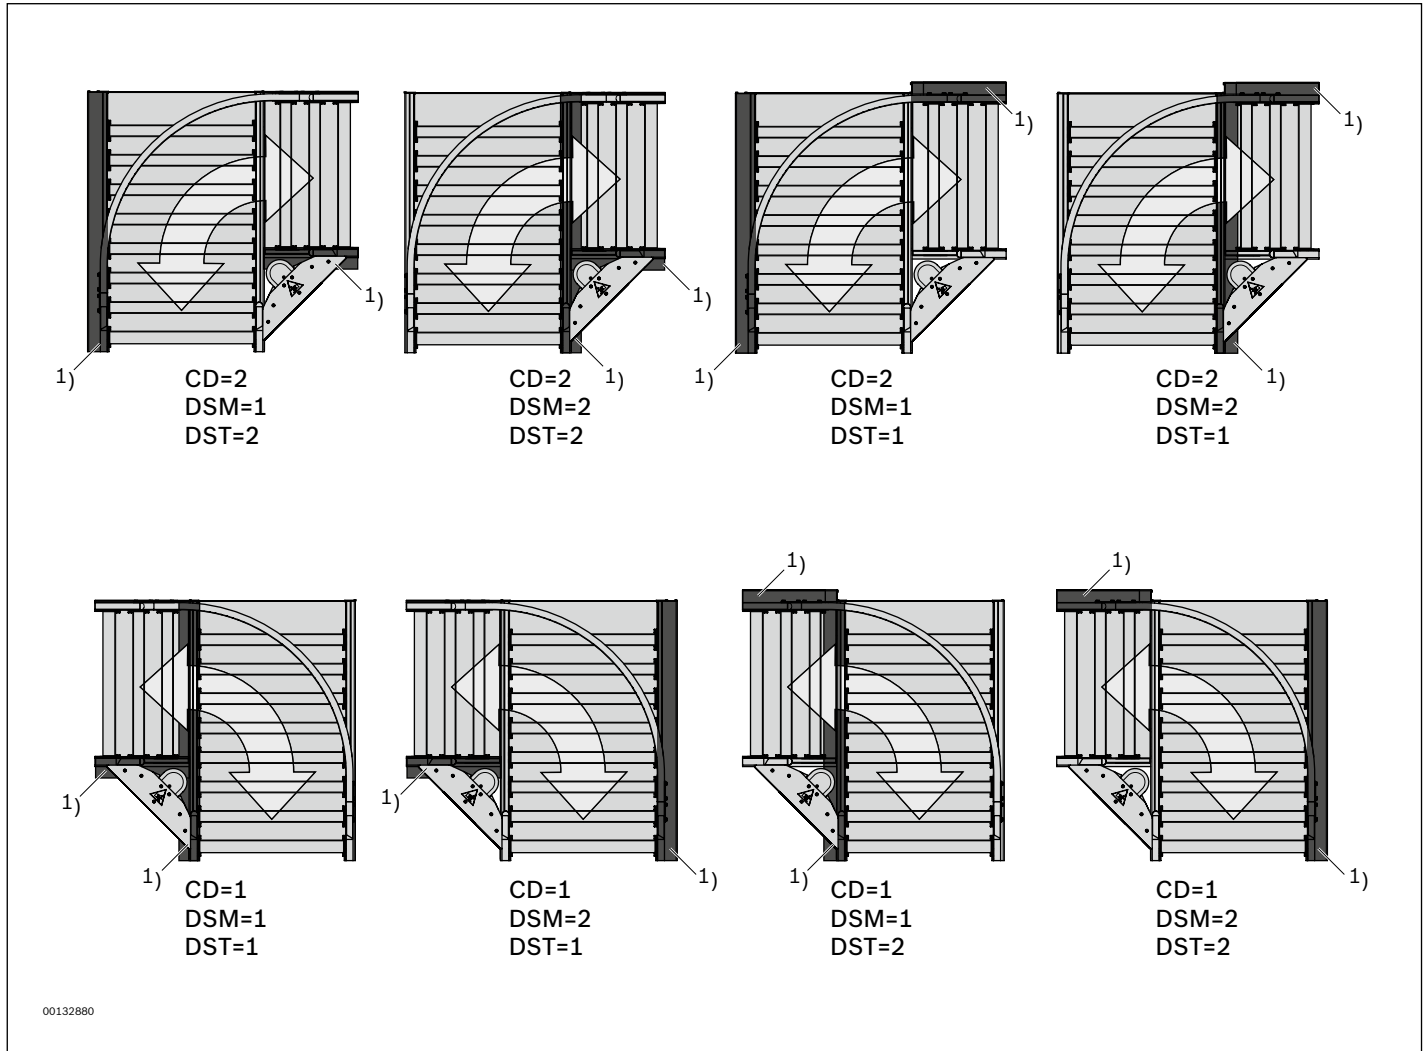 1)
1)
1)
1)
1)
1)
1)
1)
CD=2
DSM=1
DST=2
CD=2
DSM=2
DST=2
CD=2
DSM=1
DST=1
CD=2
DSM=2
DST=1
1)
1)
1)
1)
1)
1)
1)
1)
CD=1
DSM=1
DST=1
CD=1
DSM=2
DST=1
CD=1
DSM=1
DST=2
CD=1
DSM=2
DST=2
00132880